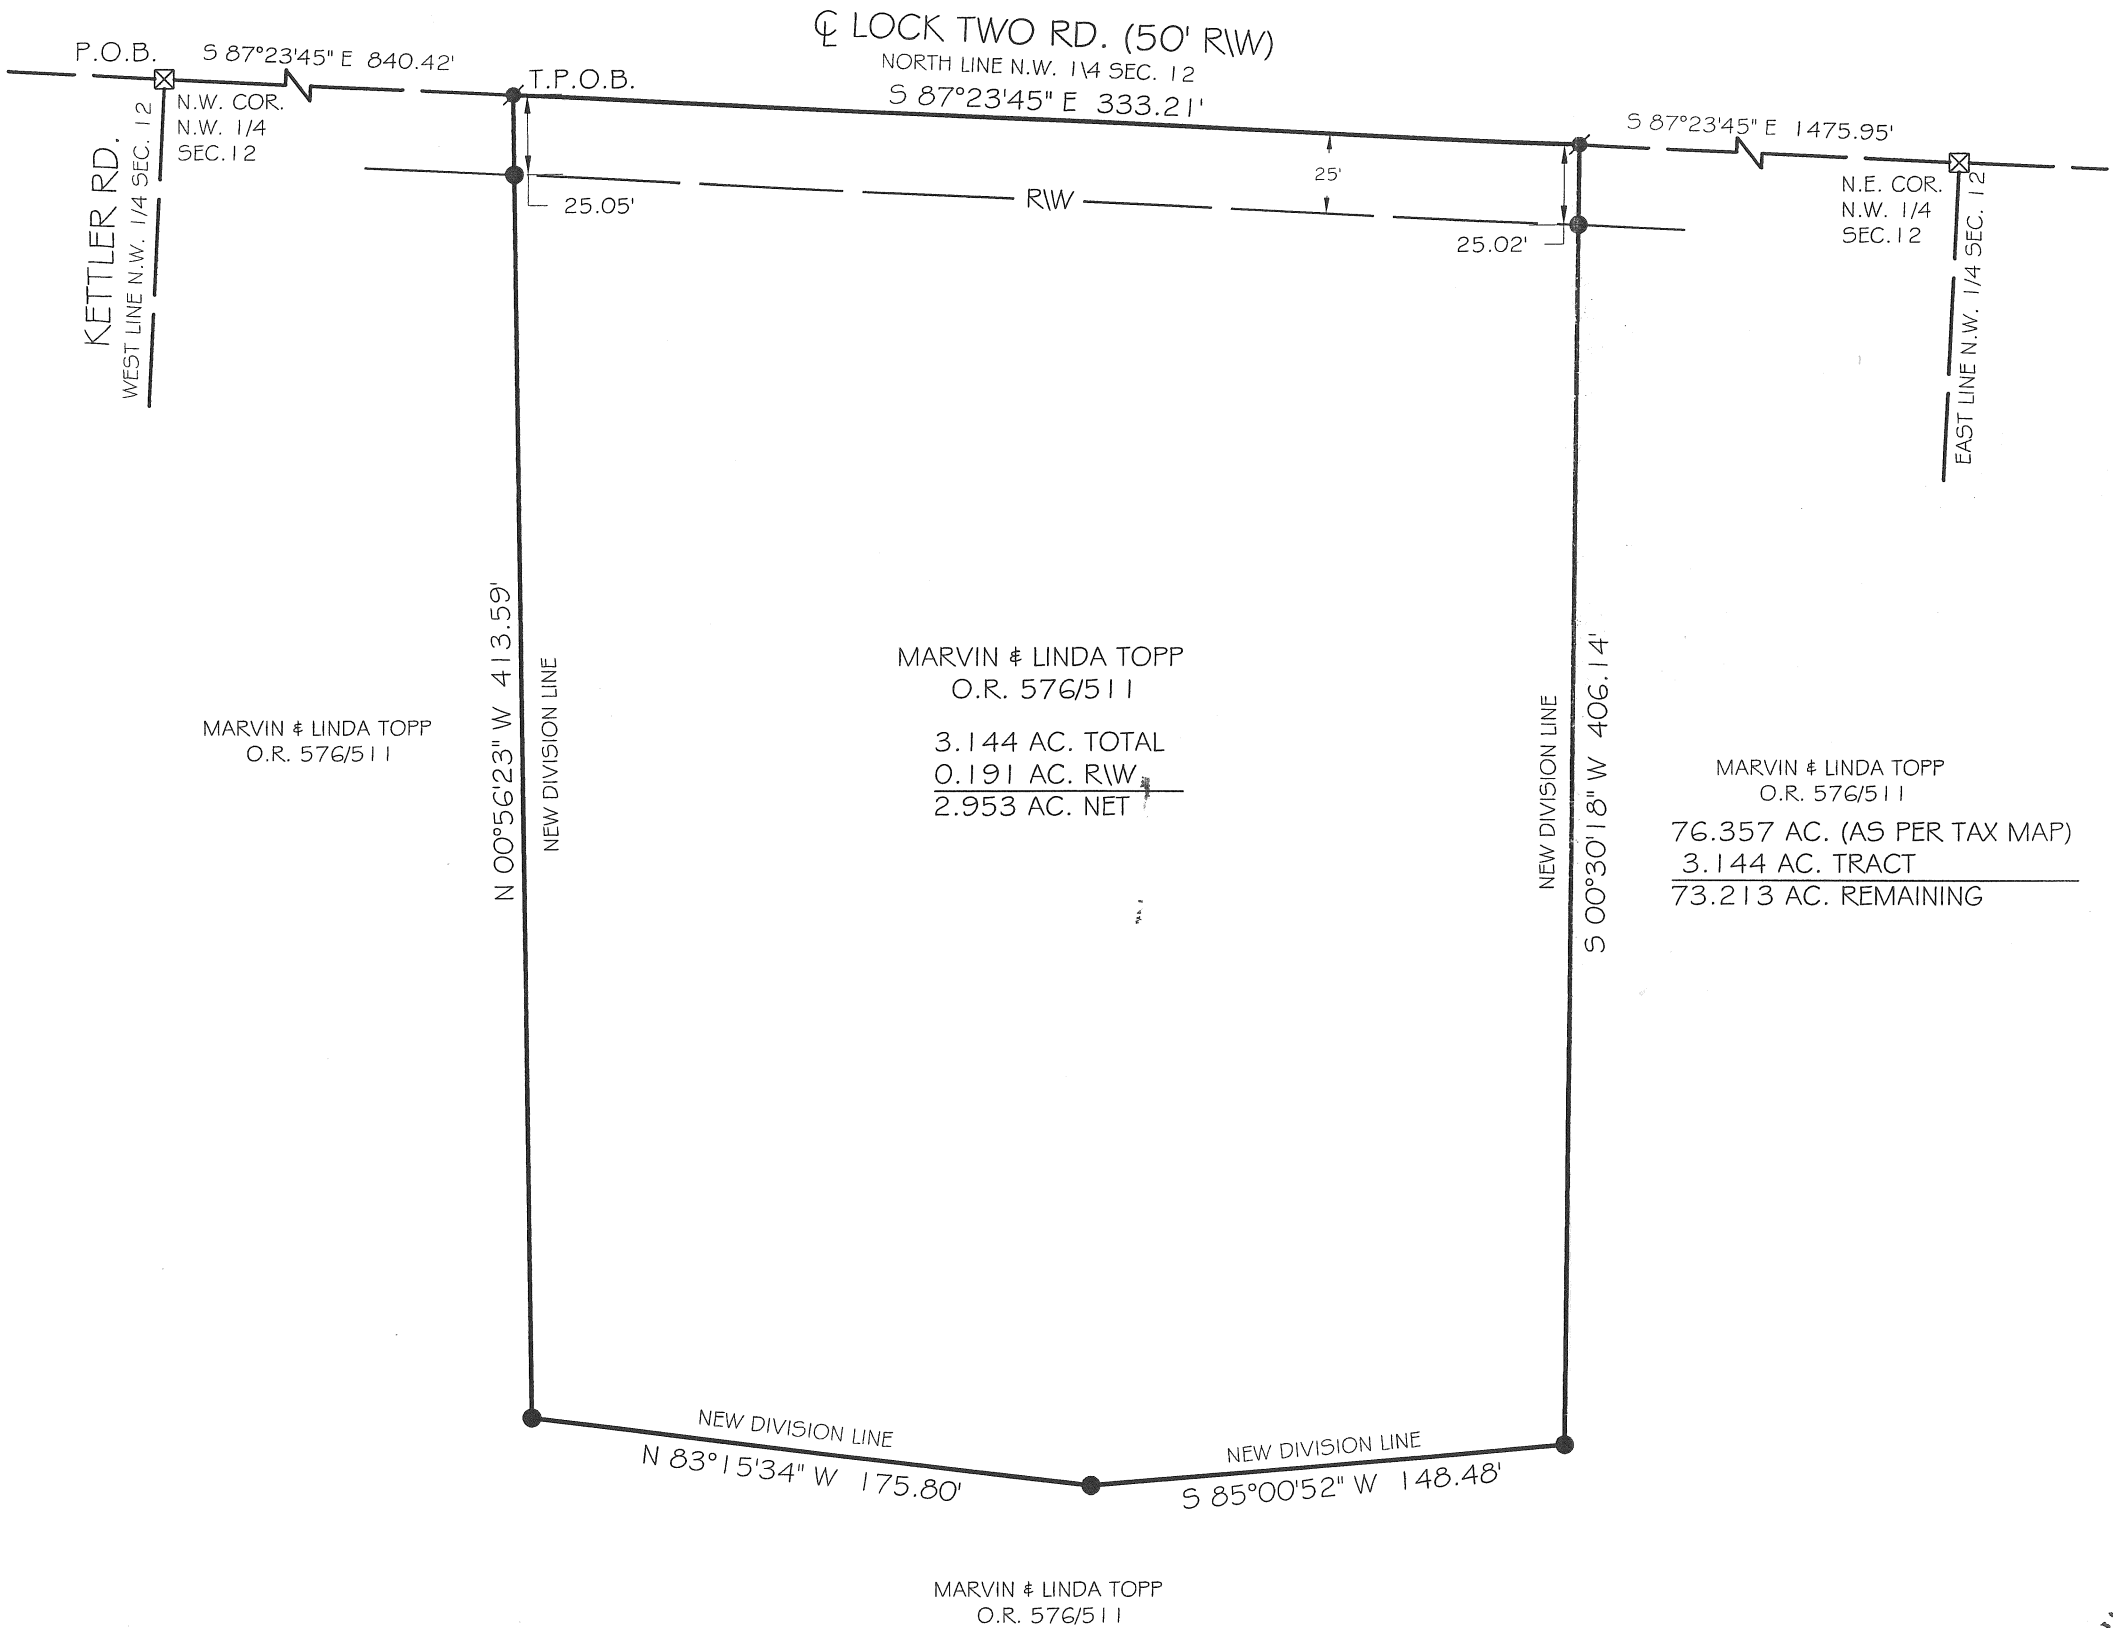 ℄ LOCK TWO RD. (50' R\W)
NORTH LINE N.W. 1\4 SEC. 12
S 87°23'45" E 333.21'
P.O.B.
S 87°23'45" E 840.42'
T.P.O.B.
S 87°23'45" E 1475.95'
N.W. COR.
N.W. 1/4
SEC.12
N.E. COR.
N.W. 1/4
SEC.12
KETTLER RD.
WEST LINE N.W. 1/4 SEC. 12
EAST LINE N.W. 1/4 SEC. 12
25'
R\W
25.05'
25.02'
N 00°56'23" W 413.59'
NEW DIVISION LINE
MARVIN & LINDA TOPP
O.R. 576/511
3.144 AC. TOTAL
0.191 AC. R\W
2.953 AC. NET
NEW DIVISION LINE
S 00°30'18" W 406.14'
MARVIN & LINDA TOPP
O.R. 576/511
MARVIN & LINDA TOPP
O.R. 576/511
76.357 AC. (AS PER TAX MAP)
3.144 AC. TRACT
73.213 AC. REMAINING
NEW DIVISION LINE
N 83°15'34" W 175.80'
NEW DIVISION LINE
S 85°00'52" W 148.48'
MARVIN & LINDA TOPP
O.R. 576/511